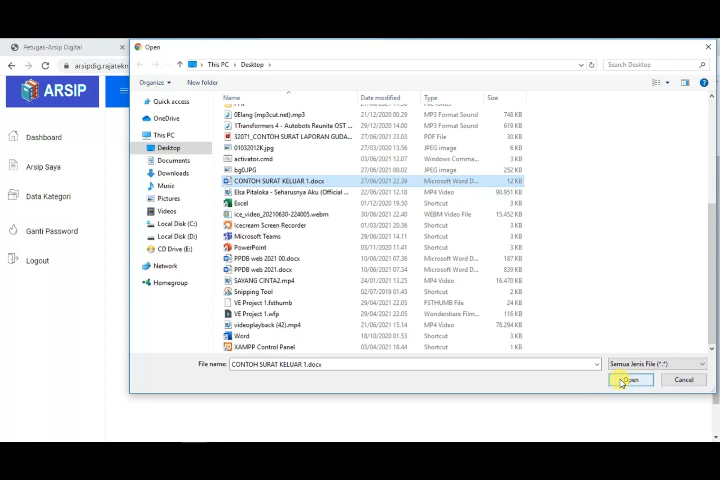 Petugas-Arsip Digital
Open
arsipdig.rajatekn
This PC > Desktop >
Search Desktop
Organize
New folder
ARSIP
Dashboard
Arsip Saya
Data Kategori
Ganti Password
Logout
Quick access
OneDrive
This PC
Desktop
Documents
Downloads
Music
Pictures
Videos
Local Disk (C:)
Local Disk (D:)
CD Drive (E:)
Network
Homegroup
Name Date modified Type Size
0Elang (mp3cut.net).mp3 21/12/2020 00.29 MP3 Format Sound 748 KB
1Transformers 4 - Autobots Reunite OST ... 29/12/2020 14.00 MP3 Format Sound 619 KB
32071_CONTOH SURAT LAPORAN GUDA... 27/06/2021 23.03 PDF File 30 KB
01032012K.jpg 27/03/2020 13.56 JPEG image 6 KB
activator.cmd 03/06/2021 12.07 Windows Comma... 3 KB
bg0.JPG 27/06/2021 00.02 JPEG image 252 KB
CONTOH SURAT KELUAR 1.docx 27/06/2021 22.39 Microsoft Word D... 12 KB
Elsa Pitaloka - Seharusnya Aku (Official ... 22/06/2021 12.18 MP4 Video 90.951 KB
Excel 01/12/2020 19.50 Shortcut 3 KB
ice_video_20210630-224005.webm 30/06/2021 22.40 WEBM Video File 15.452 KB
Icecream Screen Recorder 01/03/2021 20.36 Shortcut 3 KB
Microsoft Teams 29/06/2021 14.11 Shortcut 3 KB
PowerPoint 03/11/2020 11.41 Shortcut 3 KB
PPDB web 2021 00.docx 10/06/2021 07.36 Microsoft Word D... 187 KB
PPDB web 2021.docx 10/06/2021 07.34 Microsoft Word D... 839 KB
SAYANG CINTA2.mp4 24/01/2021 13.25 MP4 Video 16.470 KB
Snipping Tool 02/07/2019 01.43 Shortcut 2 KB
VE Project 1.fsthumb 29/04/2021 22.05 FSTHUMB File 24 KB
VE Project 1.wfp 29/04/2021 22.05 Wondershare Film... 116 KB
videoplayback (42).mp4 21/06/2021 15.14 MP4 Video 78.294 KB
Word 01/12/2020 19.50 Shortcut 3 KB
XAMPP Control Panel 03/04/2021 18.44 Shortcut 1 KB
File name: CONTOH SURAT KELUAR 1.docx
Semua Jenis File (*.*)
Open
Cancel